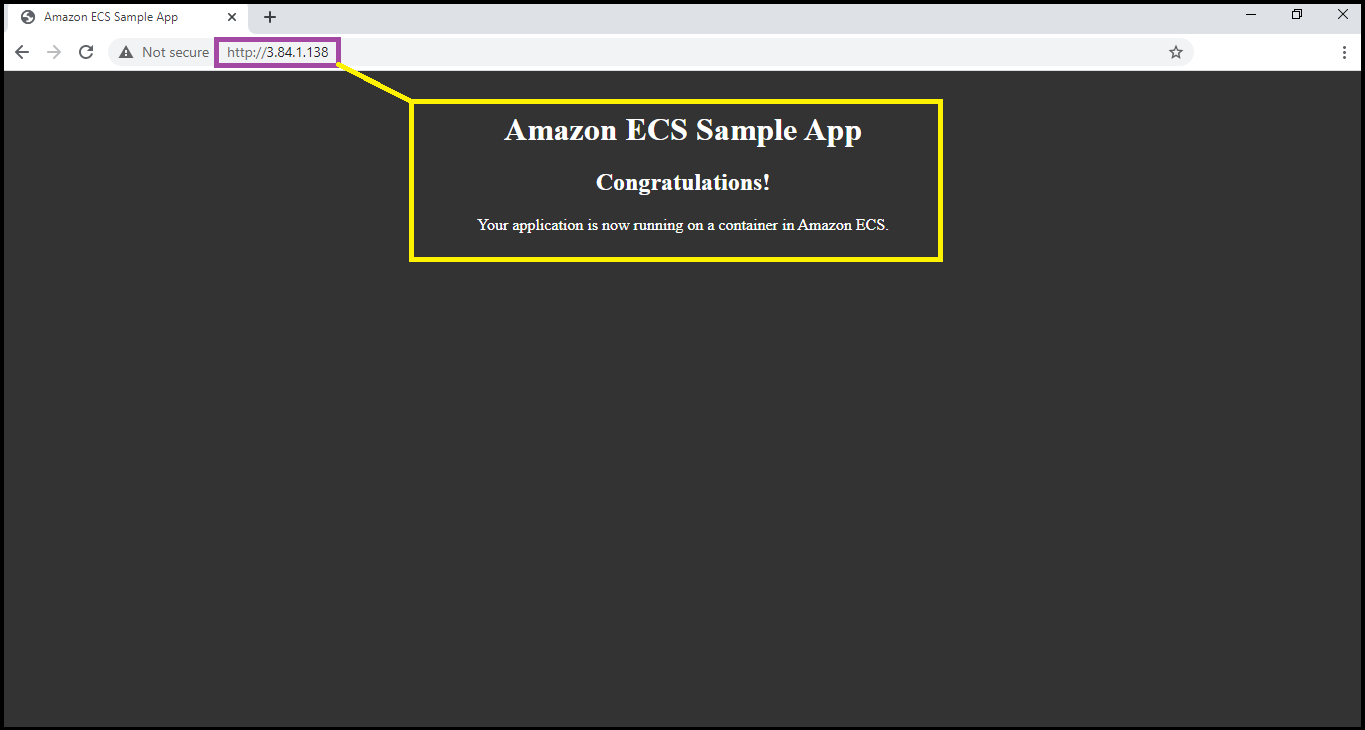 Amazon ECS Sample App
Not secure http://3.84.1.138
Amazon ECS Sample App
Congratulations!
Your application is now running on a container in Amazon ECS.